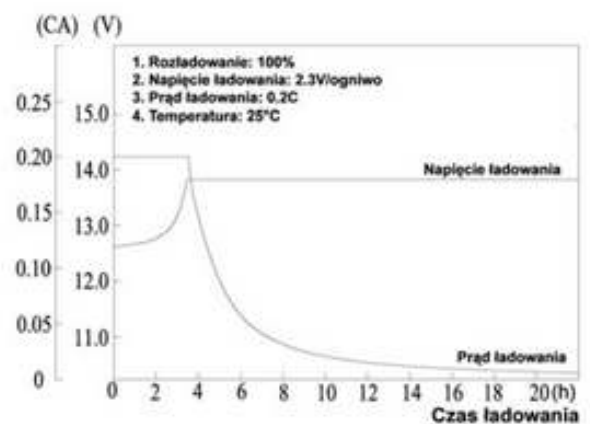 (CA) (V)
1. Rozładowanie: 100%
2. Napięcie ładowania: 2.3V/ogniwo
3. Prąd ładowania: 0.2C
4. Temperatura: 25°C
0.25
0.20
0.15
0.10
0.05
0
15.0
14.0
13.0
12.0
11.0
Napięcie ładowania
Prąd ładowania
0 2 4 6 8 10 12 14 16 18 20 (h)
Czas ładowania